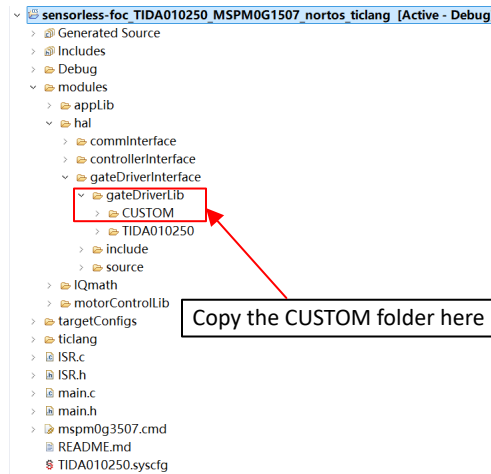 sensorless-foc_TIDA010250_MSPM0G1507_nortos_ticlang [Active - Debug
Generated Source
Includes
Debug
modules
appLib
hal
commInterface
controllerInterface
gateDriverInterface
gateDriverLib
CUSTOM
TIDA010250
include
source
IQmath
motorControlLib
Copy the CUSTOM folder here
targetConfigs
ticlang
ISR.c
ISR.h
main.c
main.h
mspm0g3507.cmd
README.md
TIDA010250.syscfg